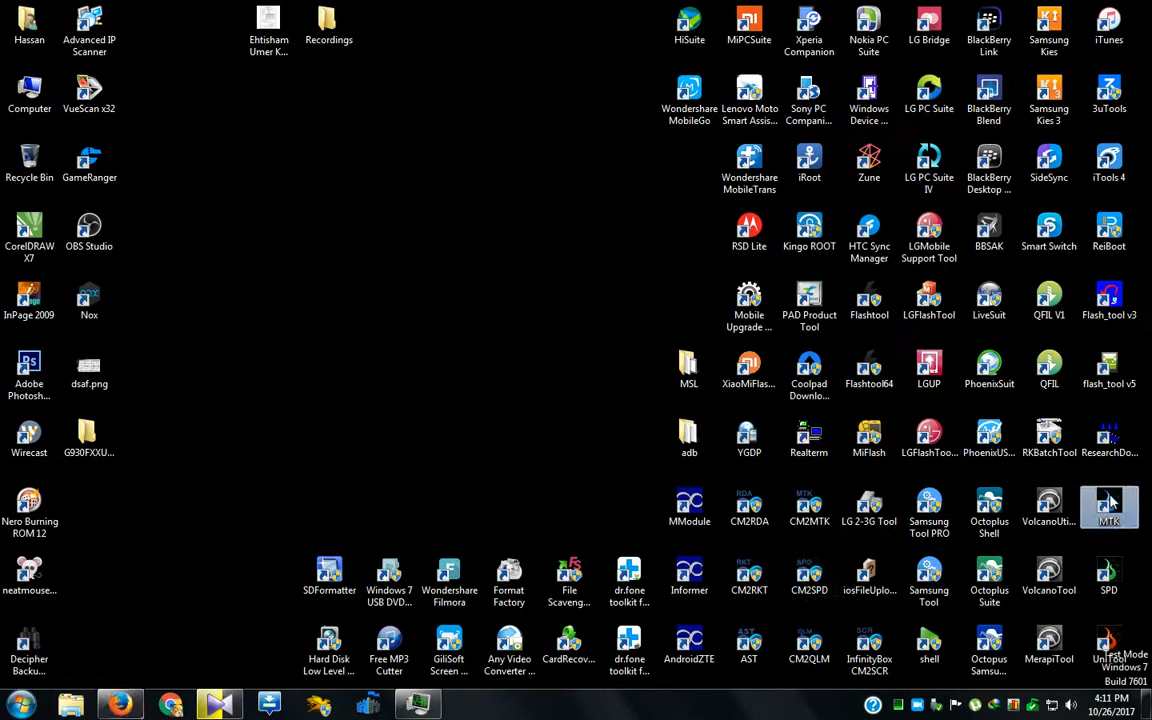 Hassan
Advanced IP
Scanner
Ehtisham
Umer K...
Recordings
HiSuite
MiPCSuite
Xperia
Companion
Nokia PC
Suite
LG Bridge
BlackBerry
Link
Samsung
Kies
iTunes
Computer
VueScan x32
Wondershare
MobileGo
Lenovo Moto
Smart Assis...
Sony PC
Compani...
Windows
Device ...
LG PC Suite
BlackBerry
Blend
Samsung
Kies 3
3uTools
Recycle Bin
GameRanger
Wondershare
MobileTrans
iRoot
Zune
LG PC Suite
IV
BlackBerry
Desktop ...
SideSync
iTools 4
CorelDRAW
X7
OBS Studio
RSD Lite
Kingo ROOT
HTC Sync
Manager
LGMobile
Support Tool
BBSAK
Smart Switch
ReiBoot
InPage 2009
Nox
Mobile
Upgrade ...
PAD Product
Tool
Flashtool
LGFlashTool
LiveSuit
QFIL V1
Flash_tool v3
Adobe
Photosh...
dsaf.png
MSL
XiaoMiFlas...
Coolpad
Downlo...
Flashtool64
LGUP
PhoenixSuit
QFIL
flash_tool v5
Wirecast
G930FXXU...
adb
YGDP
Realterm
MiFlash
LGFlashToo...
PhoenixUS...
RKBatchTool
ResearchDo...
Nero Burning
ROM 12
MModule
CM2RDA
CM2MTK
LG 2-3G Tool
Samsung
Tool PRO
Octoplus
Shell
VolcanoUti...
MTK
neatmouse...
SDFormatter
Windows 7
USB DVD...
Wondershare
Filmora
Format
Factory
File
Scaveng...
dr.fone
toolkit f...
Informer
CM2RKT
CM2SPD
iosFileUplo...
Samsung
Tool
Octoplus
Suite
VolcanoTool
SPD
Decipher
Backu...
Hard Disk
Low Level ...
Free MP3
Cutter
GiliSoft
Screen ...
Any Video
Converter ...
CardRecov...
dr.fone
toolkit f...
AndroidZTE
AST
CM2QLM
InfinityBox
CM2SCR
shell
Octopus
Samsu...
MerapiTool
UniTool
Test Mode
Windows 7
Build 7601
4:11 PM
10/26/2017